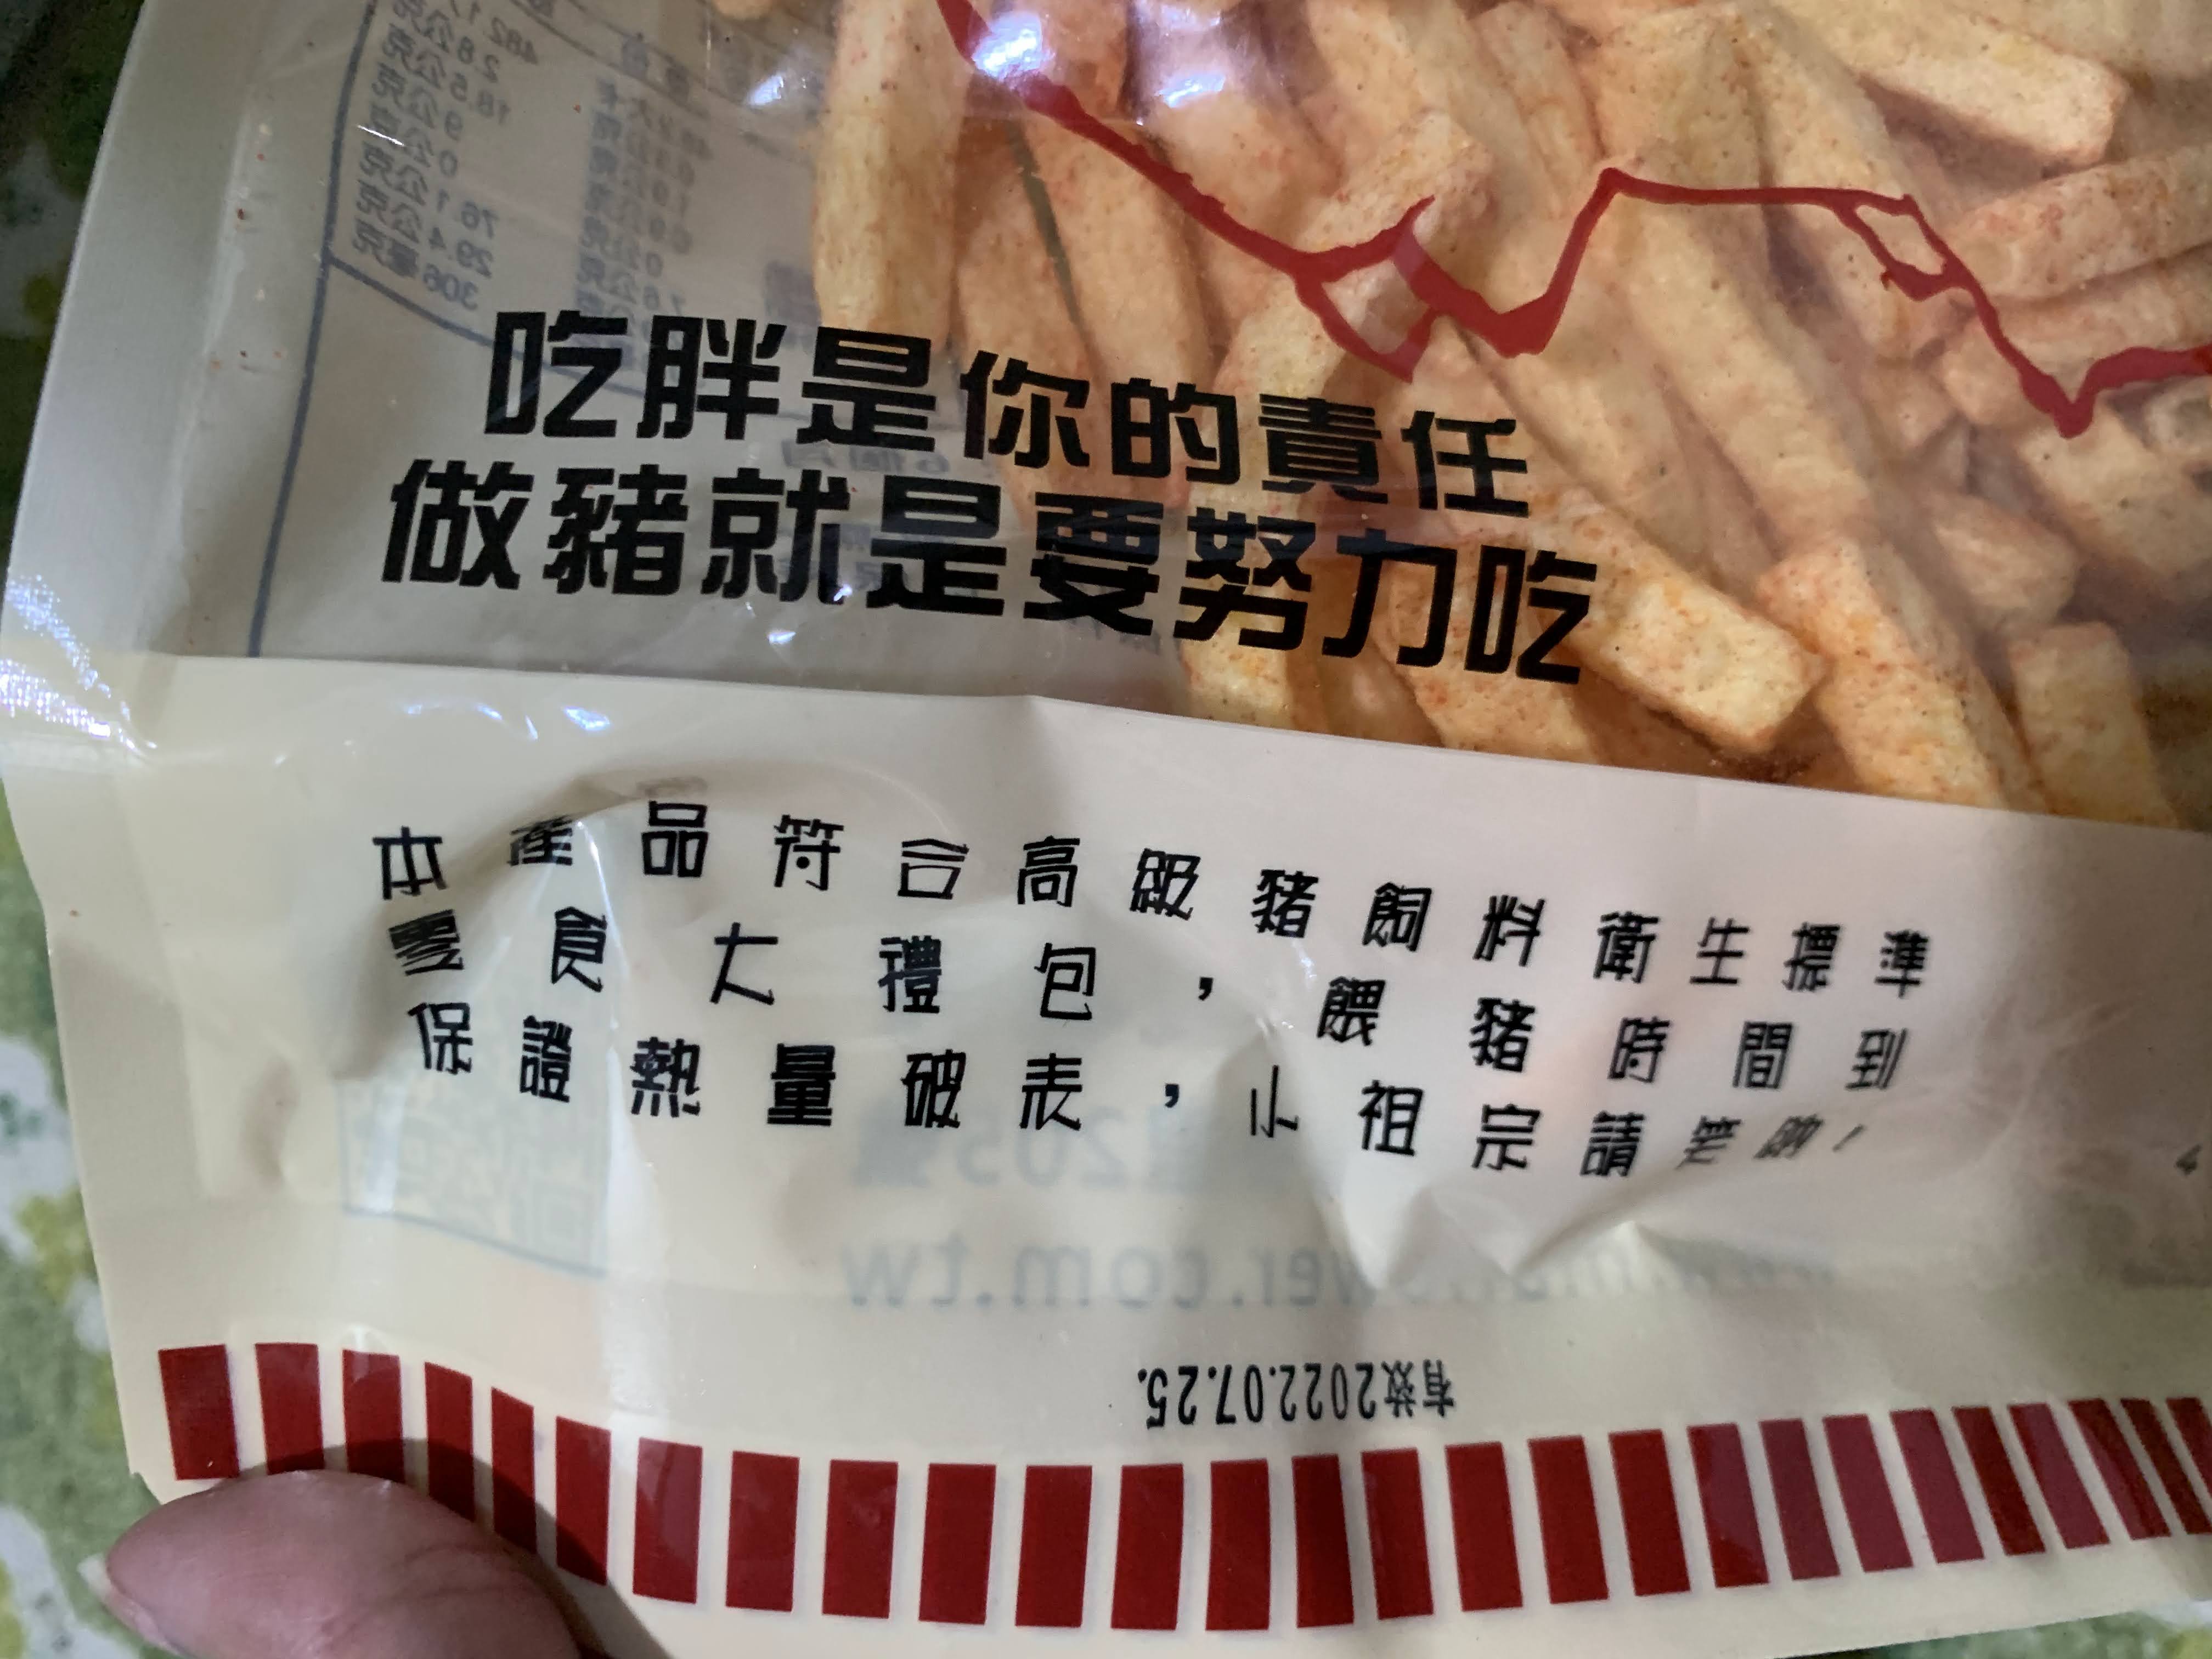 吃胖是你的責任
做豬就是要努力吃
本產品符合高級豬飼料衛生標準
零食大禮包，餵豬時間到
保證熱量破表，小祖宗請笑吶！
有效2022.07.25.